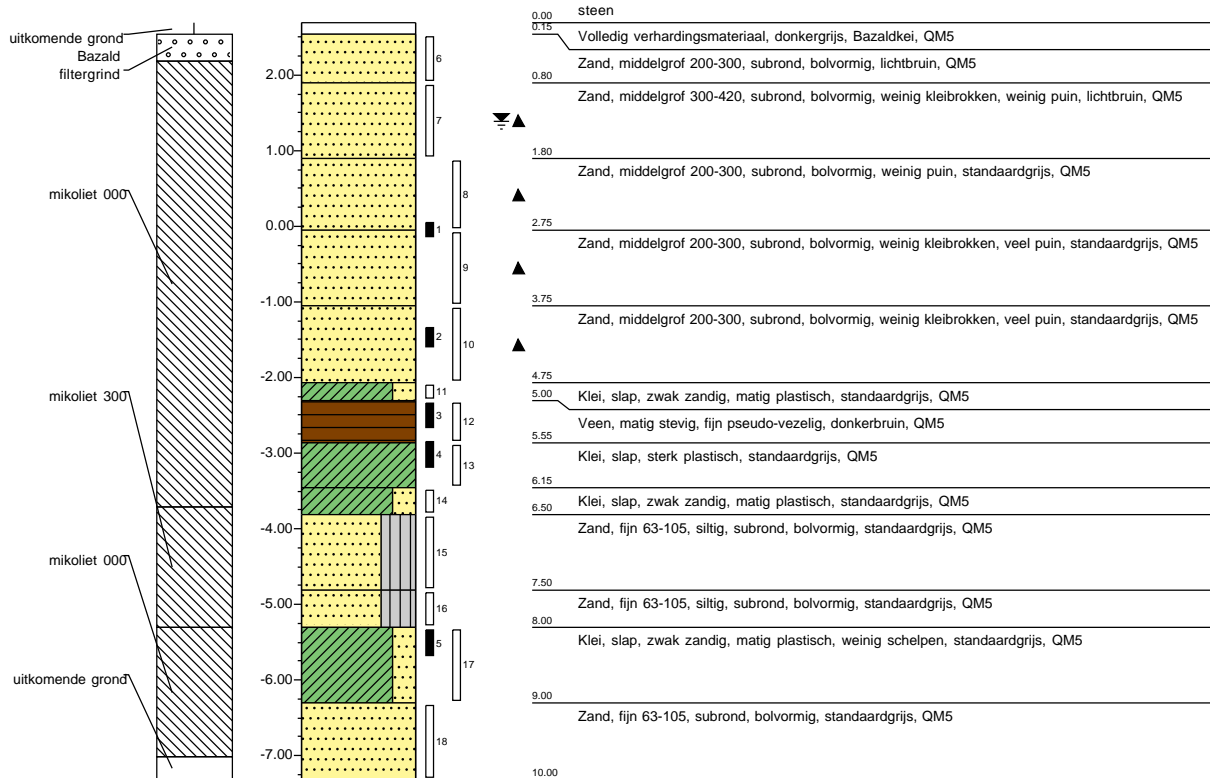 steen
0.00
0.15
Volledig verhardingsmateriaal, donkergrijs, Bazaldkei, QM5
Zand, middelgrof 200-300, subrond, bolvormig, lichtbruin, QM5
0.80
Zand, middelgrof 300-420, subrond, bolvormig, weinig kleibrokken, weinig puin, lichtbruin, QM5
1.80
Zand, middelgrof 200-300, subrond, bolvormig, weinig puin, standaardgrijs, QM5
2.75
Zand, middelgrof 200-300, subrond, bolvormig, weinig kleibrokken, veel puin, standaardgrijs, QM5
3.75
Zand, middelgrof 200-300, subrond, bolvormig, weinig kleibrokken, veel puin, standaardgrijs, QM5
4.75
Klei, slap, zwak zandig, matig plastisch, standaardgrijs, QM5
5.00
Veen, matig stevig, fijn pseudo-vezelig, donkerbruin, QM5
5.55
Klei, slap, sterk plastisch, standaardgrijs, QM5
6.15
Klei, slap, zwak zandig, matig plastisch, standaardgrijs, QM5
6.50
Zand, fijn 63-105, siltig, subrond, bolvormig, standaardgrijs, QM5
7.50
Zand, fijn 63-105, siltig, subrond, bolvormig, standaardgrijs, QM5
8.00
Klei, slap, zwak zandig, matig plastisch, weinig schelpen, standaardgrijs, QM5
9.00
Zand, fijn 63-105, subrond, bolvormig, standaardgrijs, QM5
10.00
uitkomende grond
Bazald
filtergrind
mikoliet 000
mikoliet 300
mikoliet 000
uitkomende grond
2.00
1.00
0.00
-1.00
-2.00
-3.00
-4.00
-5.00
-6.00
-7.00
1
2
3
4
5
6
7
8
9
10
11
12
13
14
15
16
17
18